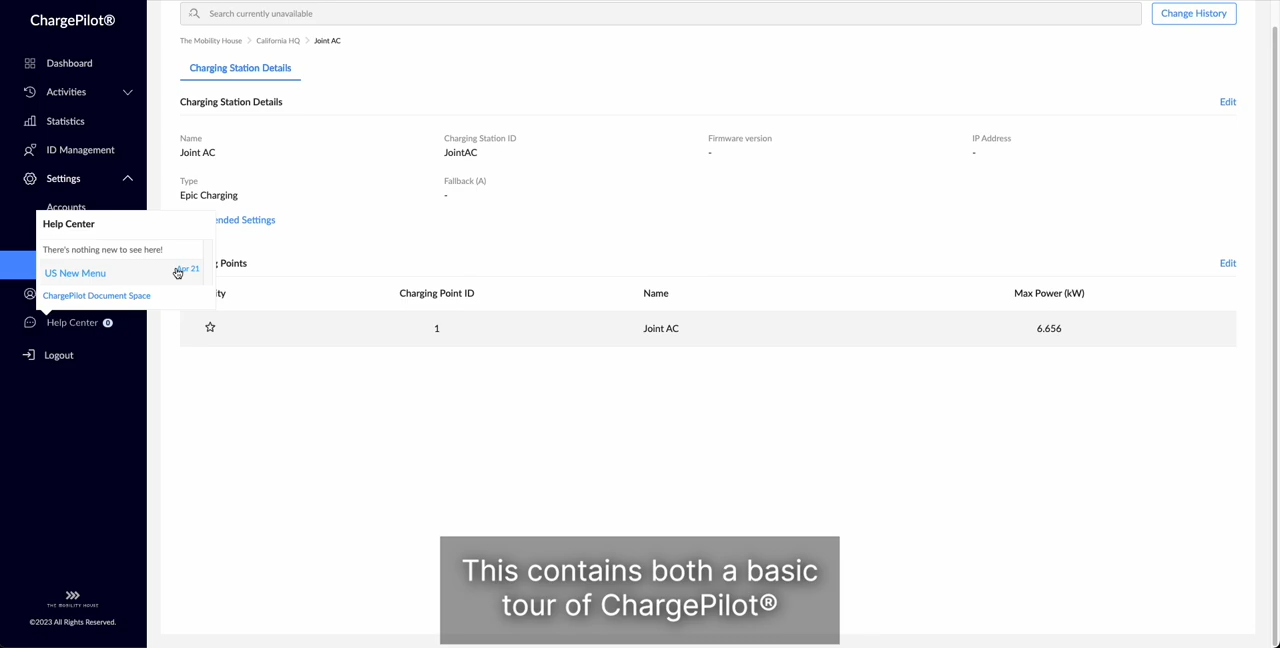 ChargePilot®
Search currently unavailable
Change History
The Mobility House > California HQ > Joint AC
Dashboard
Activities
Statistics
ID Management
Settings
Accounts
Help Center
There's nothing new to see here!
US New Menu
Apr 21
ChargePilot Document Space
Help Center 0
Logout
THE MOBILITY HOUSE
©2023 All Rights Reserved.
Charging Station Details
Charging Station Details
Edit
Name
Charging Station ID
Firmware version
IP Address
Joint AC
JointAC
-
-
Type
Fallback (A)
Epic Charging
-
ended Settings
g Points
Edit
ity
Charging Point ID
Name
Max Power (kW)
1
Joint AC
6.656
This contains both a basic
tour of ChargePilot®